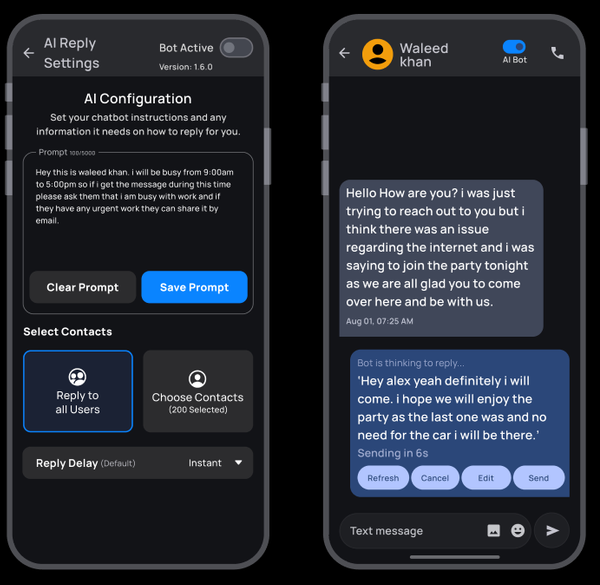 AI Reply
Settings
Bot Active
Version: 1.6.0
AI Configuration
Set your chatbot instructions and any
information it needs on how to reply for you.
Prompt 100/5000
Hey this is waleed khan. i will be busy from 9:00am
to 5:00pm so if i get the message during this time
please ask them that i am busy with work and if
they have any urgent work they can share it by
email.
Clear Prompt
Save Prompt
Select Contacts
Reply to
all Users
Choose Contacts
(200 Selected)
Reply Delay (Default)
Instant
Waleed
khan
AI Bot
Hello How are you? i was just
trying to reach out to you but i
think there was an issue
regarding the internet and i was
saying to join the party tonight
as we are all glad you to come
over here and be with us.
Aug 01, 07:25 AM
Bot is thinking to reply...
'Hey alex yeah definitely i will
come. i hope we will enjoy the
party as the last one was and no
need for the car i will be there.'
Sending in 6s
Refresh
Cancel
Edit
Send
Text message